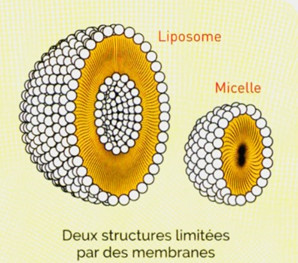 Liposome
Micelle
Deux structures limitées
par des membranes